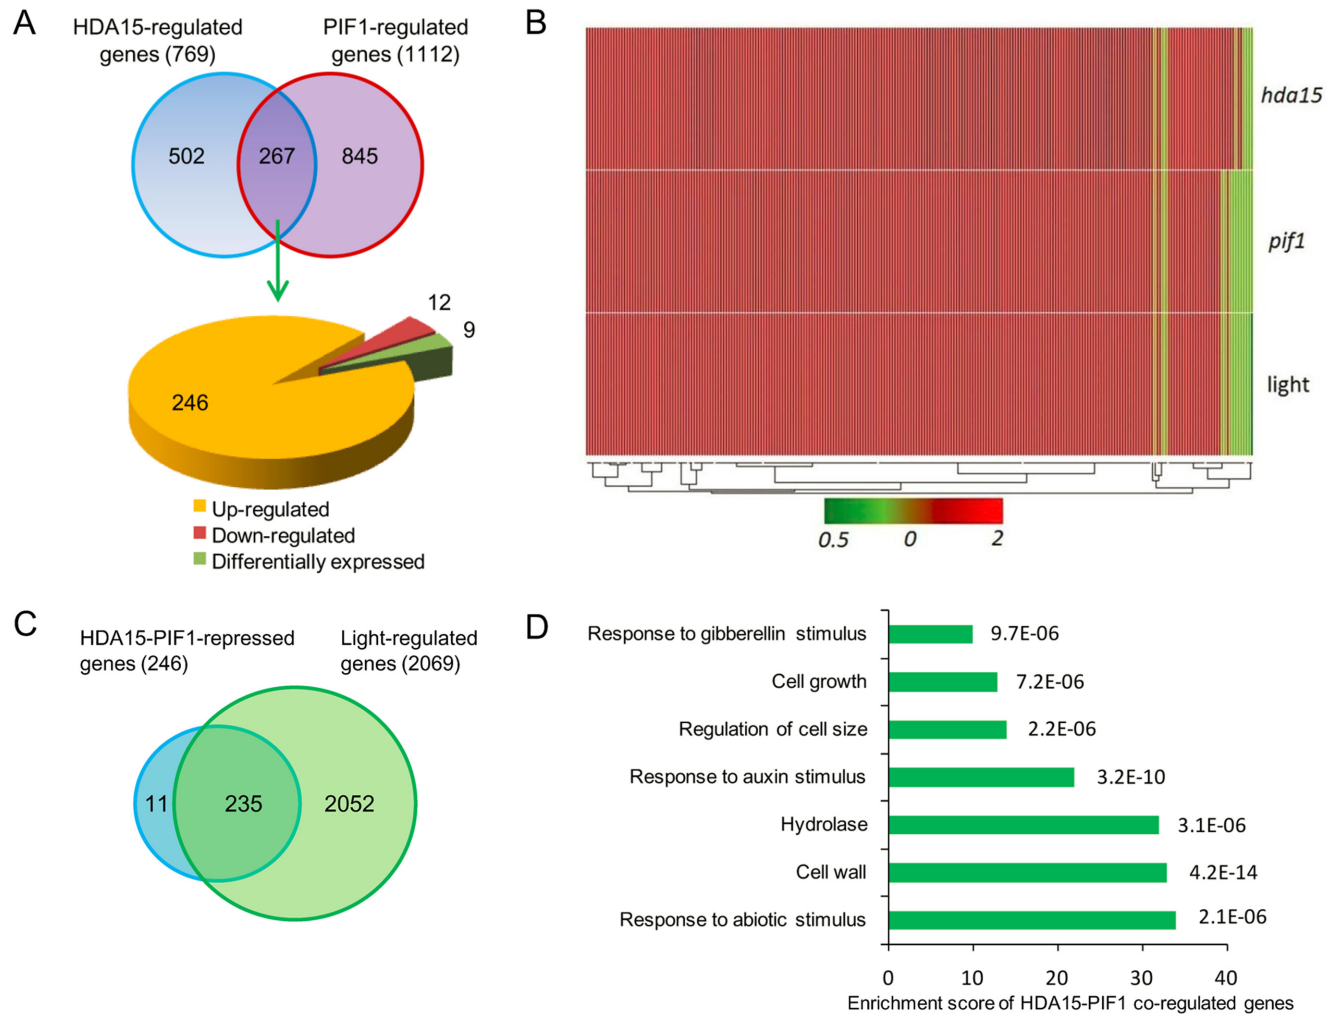 A
HDA15-regulated
genes (769)
PIF1-regulated
genes (1112)
502
267
845
12
9
246
Up-regulated
Down-regulated
Differentially expressed
B
hda15
pif1
light
0.5
0
2
C
HDA15-PIF1-repressed
genes (246)
Light-regulated
genes (2069)
11
235
2052
D
Response to gibberellin stimulus
9.7E-06
Cell growth
7.2E-06
Regulation of cell size
2.2E-06
Response to auxin stimulus
3.2E-10
Hydrolase
3.1E-06
Cell wall
4.2E-14
Response to abiotic stimulus
2.1E-06
0
10
20
30
40
Enrichment score of HDA15-PIF1 co-regulated genes